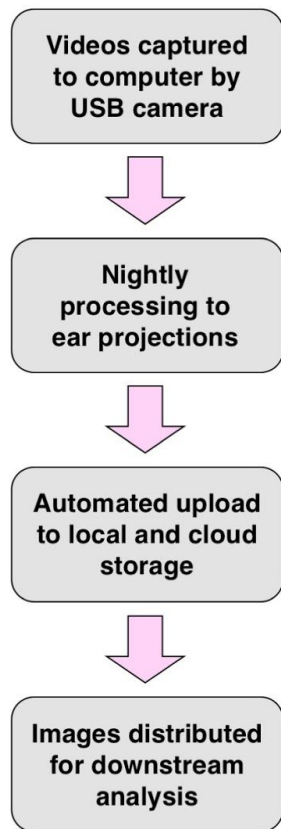 Videos captured
to computer by
USB camera
Nightly
processing to
ear projections
Automated upload
to local and cloud
storage
Images distributed
for downstream
analysis